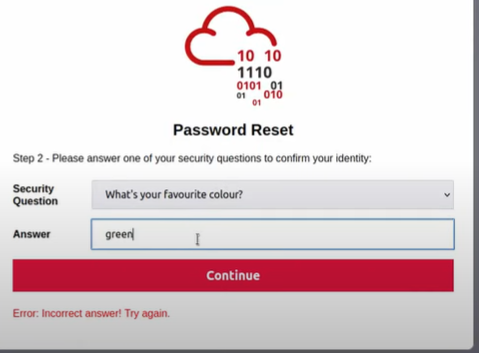 10 10
1110
0101 01
01 010
01
Password Reset
Step 2 - Please answer one of your security questions to confirm your identity:
Security Question
What's your favourite colour?
Answer
green
Continue
Error: Incorrect answer! Try again.